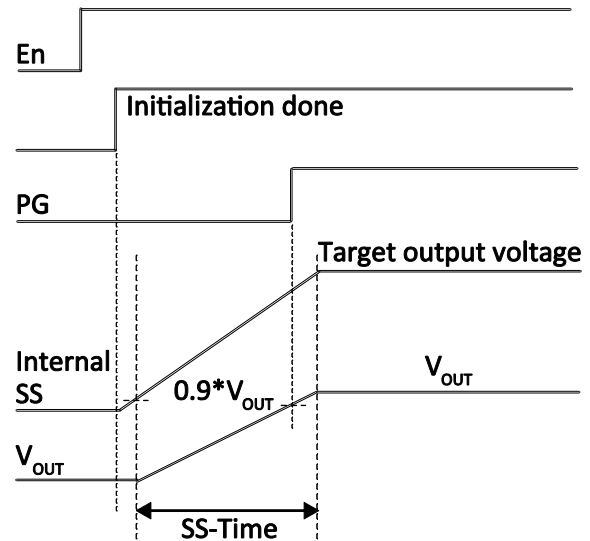 En
Initialization done
PG
Target output voltage
Internal
SS
0.9*VOUT
VOUT
VOUT
SS-Time